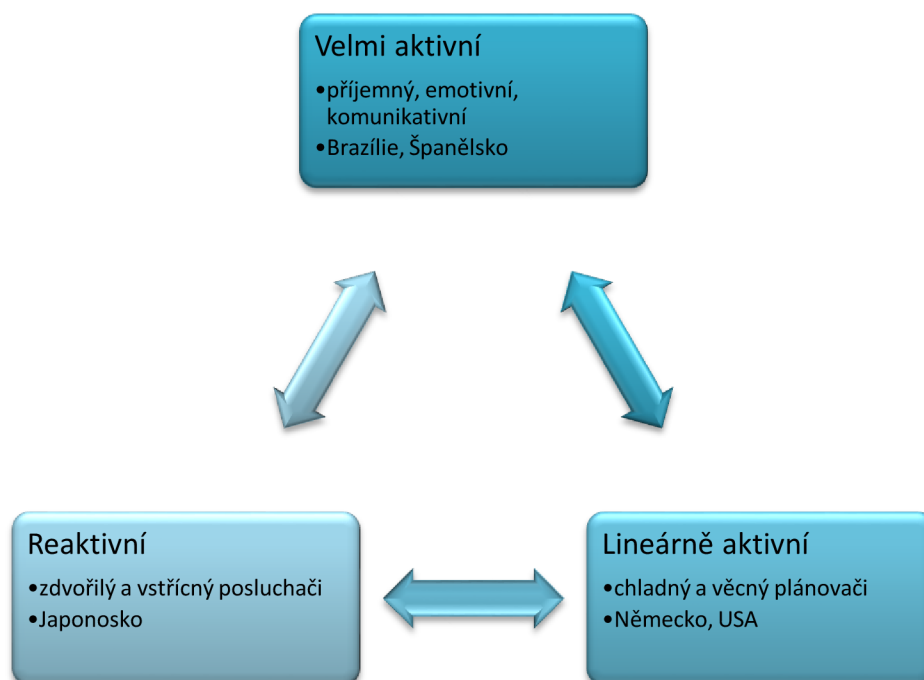 Velmi aktivní
•příjemný, emotivní,
komunikativní
•Brazílie, Španělsko
Reaktivní
•zdvořilý a vstřícný posluchači
•Japonosko
Lineárně aktivní
•chladný a věcný plánovači
•Německo, USA